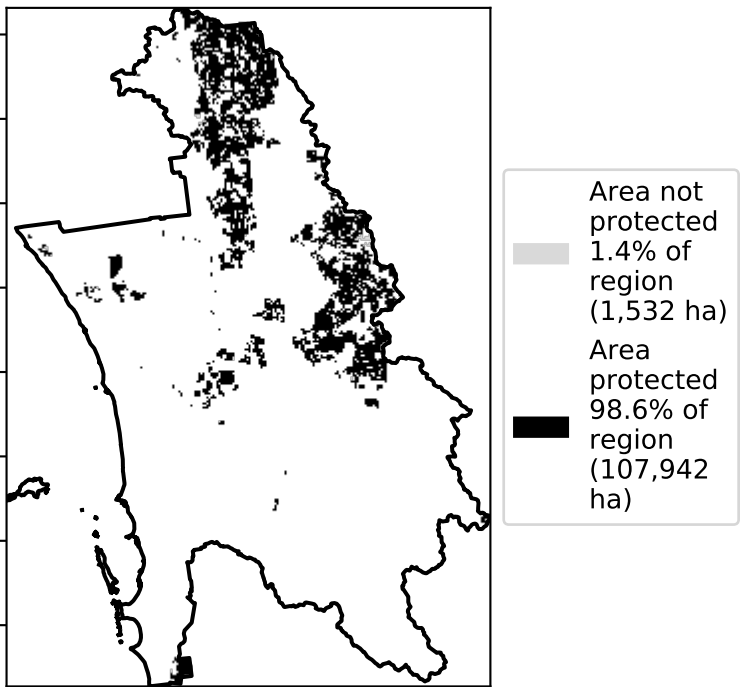 Area not
protected
1.4% of
region
(1,532 ha)
Area
protected
98.6% of
region
(107,942
ha)